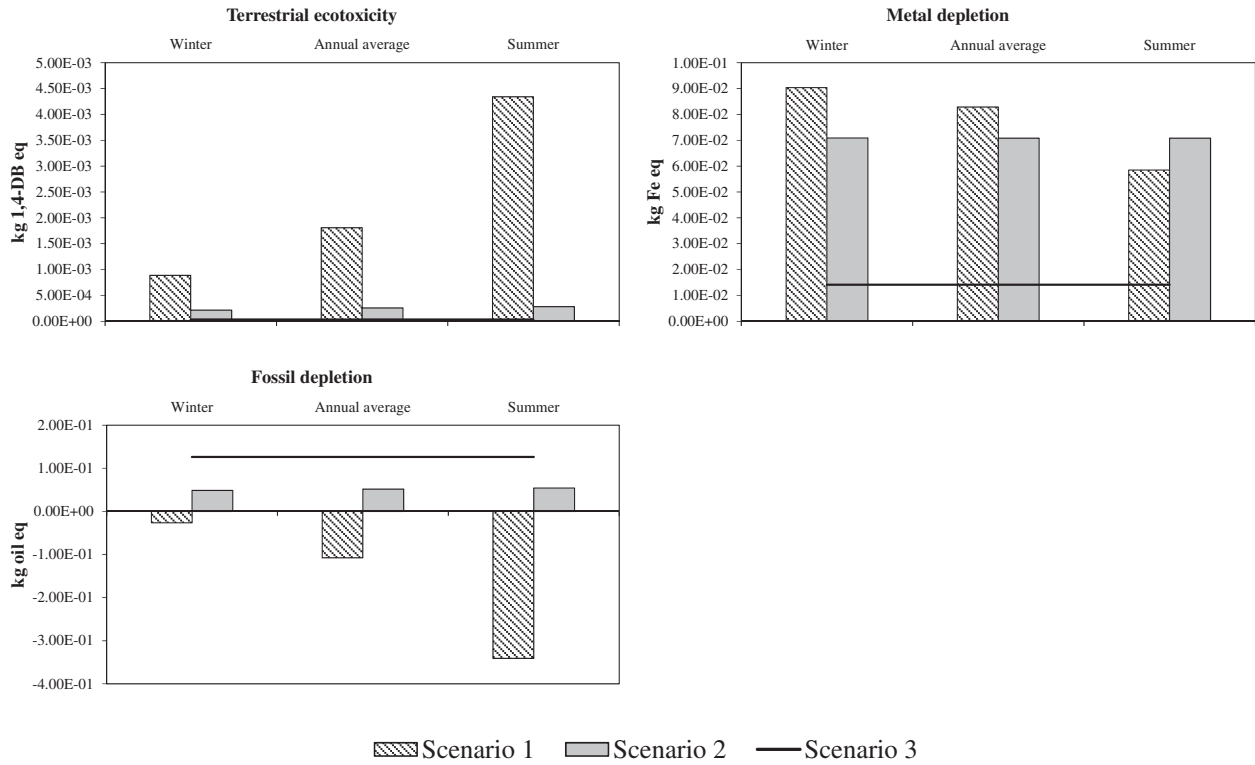 Terrestrial ecotoxicity
Winter Annual average Summer
kg 1,4-DB eq
5.00E-03
4.50E-03
4.00E-03
3.50E-03
3.00E-03
2.50E-03
2.00E-03
1.50E-03
1.00E-03
5.00E-04
0.00E+00
Metal depletion
Winter Annual average Summer
kg Fe eq
1.00E-01
9.00E-02
8.00E-02
7.00E-02
6.00E-02
5.00E-02
4.00E-02
3.00E-02
2.00E-02
1.00E-02
0.00E+00
Fossil depletion
Winter Annual average Summer
kg oil eq
2.00E-01
1.00E-01
0.00E+00
-1.00E-01
-2.00E-01
-3.00E-01
-4.00E-01
Scenario 1 Scenario 2 Scenario 3